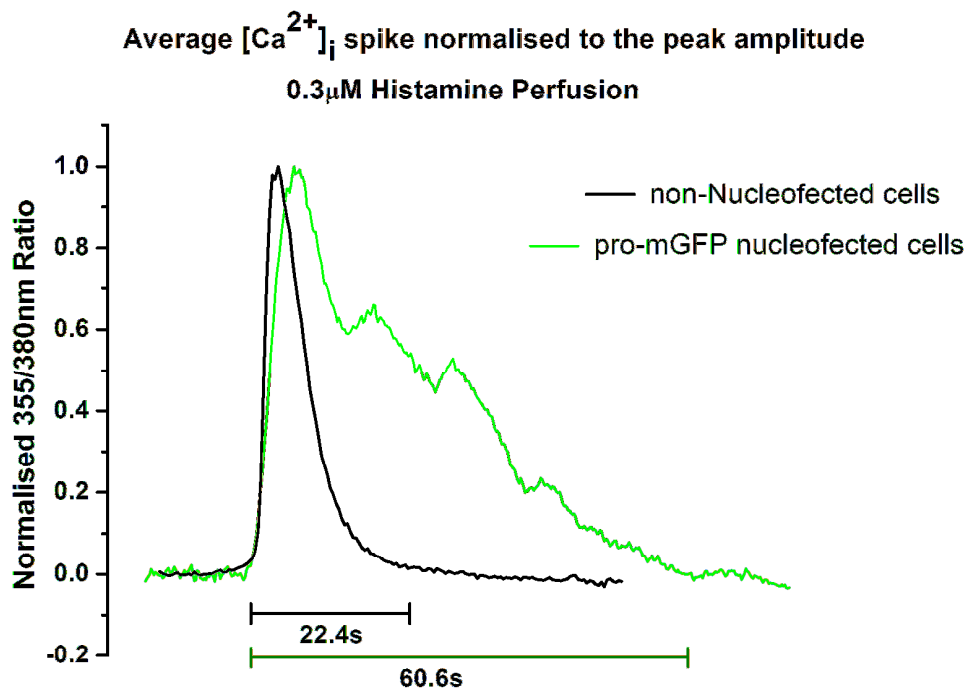 Average [Ca2+]i spike normalised to the peak amplitude
0.3µM Histamine Perfusion
Normalised 355/380nm Ratio
1.0
0.8
0.6
0.4
0.2
0.0
-0.2
non-Nucleofected cells
pro-mGFP nucleofected cells
22.4s
60.6s